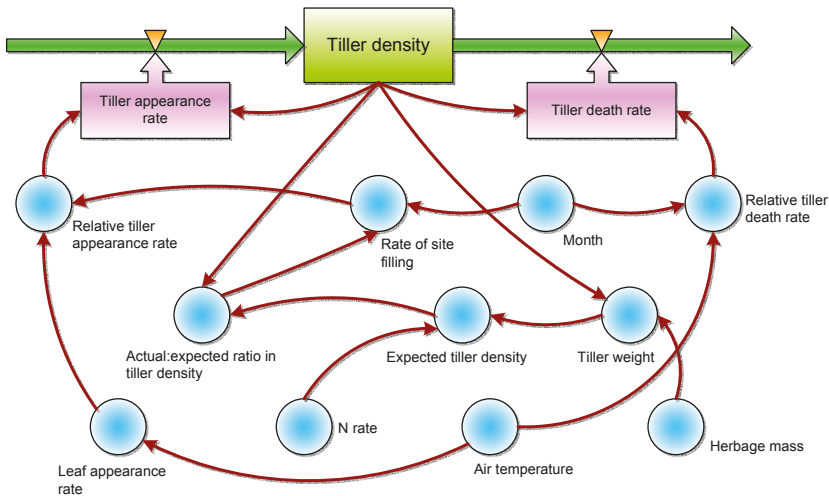 Tiller density
Tiller appearance
rate
Tiller death rate
Relative tiller
appearance rate
Rate of site
filling
Month
Relative tiller
death rate
Actual:expected ratio in
tiller density
Expected tiller density
Tiller weight
Leaf appearance
rate
N rate
Air temperature
Herbage mass